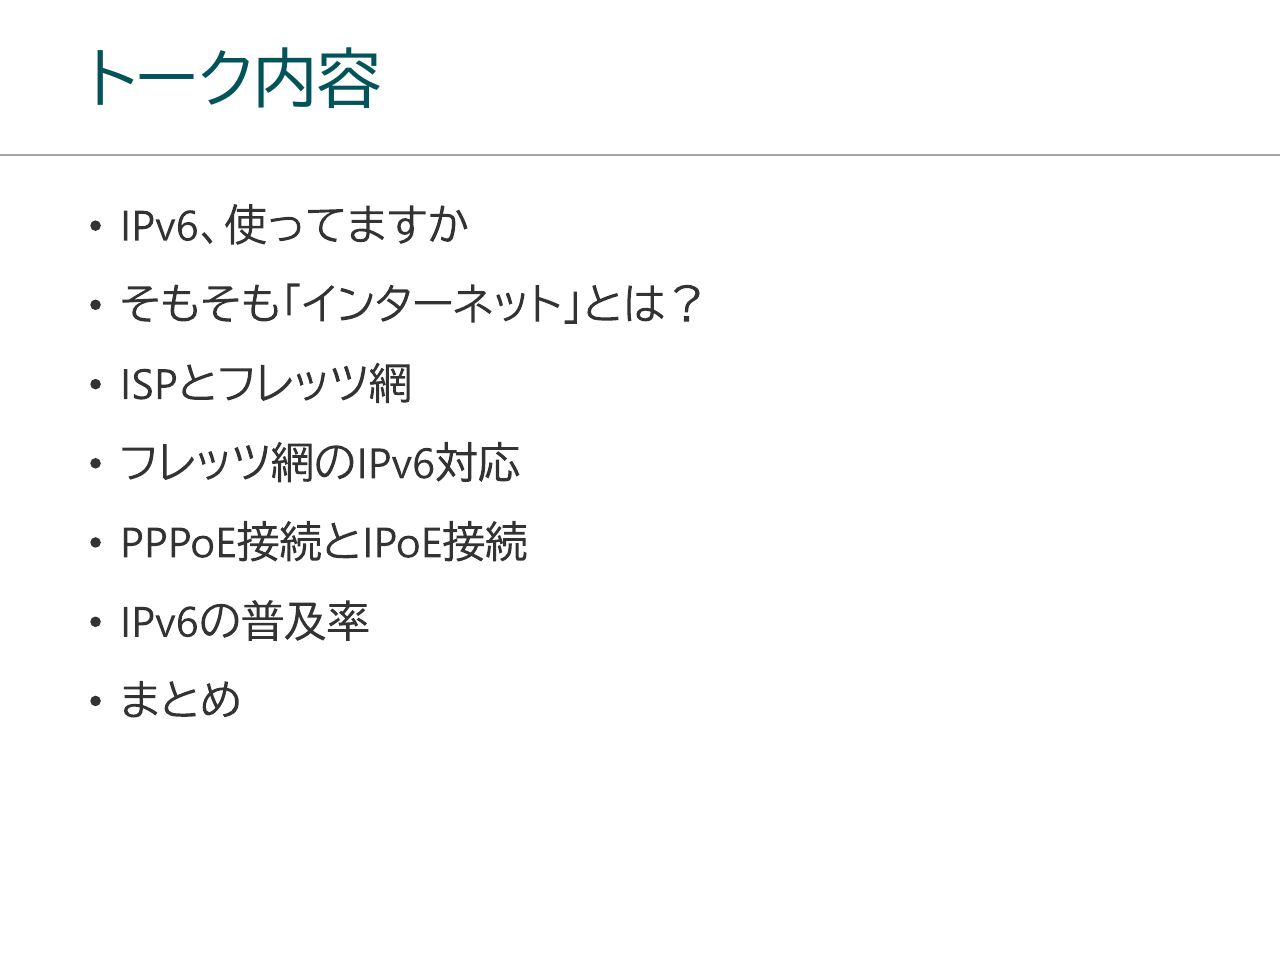 トーク内容
• IPv6、使ってますか
• そもそも「インターネット」とは？
• ISPとフレッツ網
• フレッツ網のIPv6対応
• PPPoE接続とIPoE接続
• IPv6の普及率
• まとめ